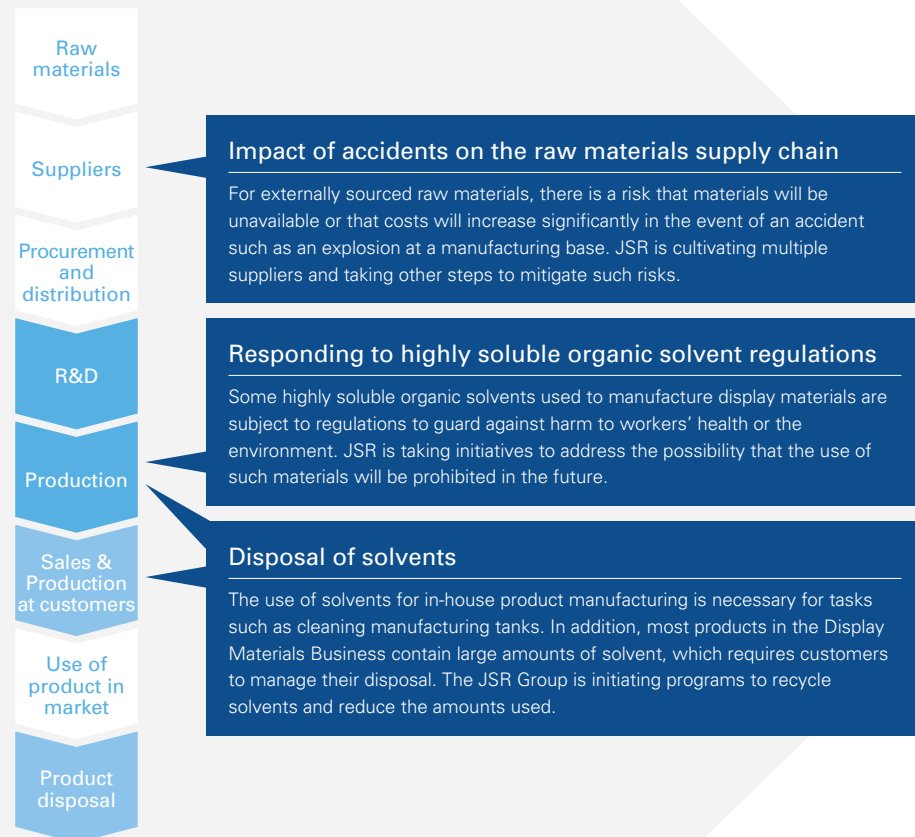 Raw
materials
Suppliers
Procurement
and
distribution
R&D
Production
Sales &
Production
at customers
Use of
product in
market
Product
disposal
Impact of accidents on the raw materials supply chain
For externally sourced raw materials, there is a risk that materials will be
unavailable or that costs will increase significantly in the event of an accident
such as an explosion at a manufacturing base. JSR is cultivating multiple
suppliers and taking other steps to mitigate such risks.
Responding to highly soluble organic solvent regulations
Some highly soluble organic solvents used to manufacture display materials are
subject to regulations to guard against harm to workers’ health or the
environment. JSR is taking initiatives to address the possibility that the use of
such materials will be prohibited in the future.
Disposal of solvents
The use of solvents for in-house product manufacturing is necessary for tasks
such as cleaning manufacturing tanks. In addition, most products in the Display
Materials Business contain large amounts of solvent, which requires customers
to manage their disposal. The JSR Group is initiating programs to recycle
solvents and reduce the amounts used.